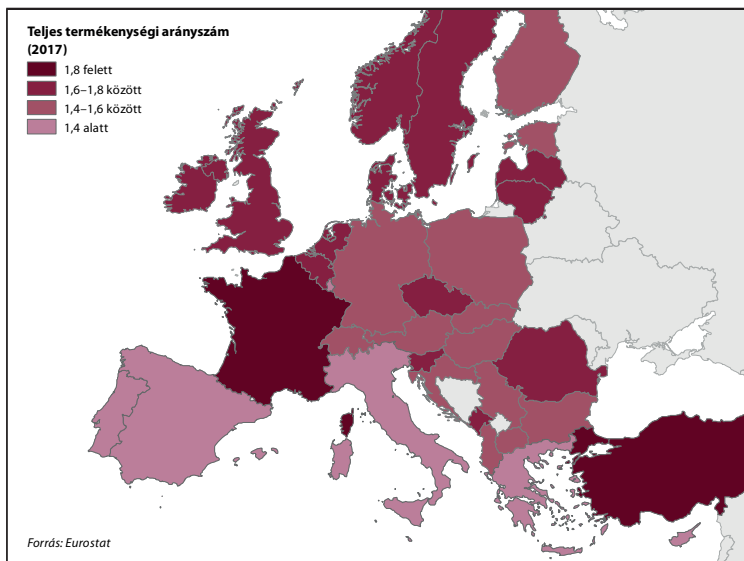 Teljes termékenységi arányszám
(2017)
1,8 felett
1,6–1,8 között
1,4–1,6 között
1,4 alatt
Forrás: Eurostat